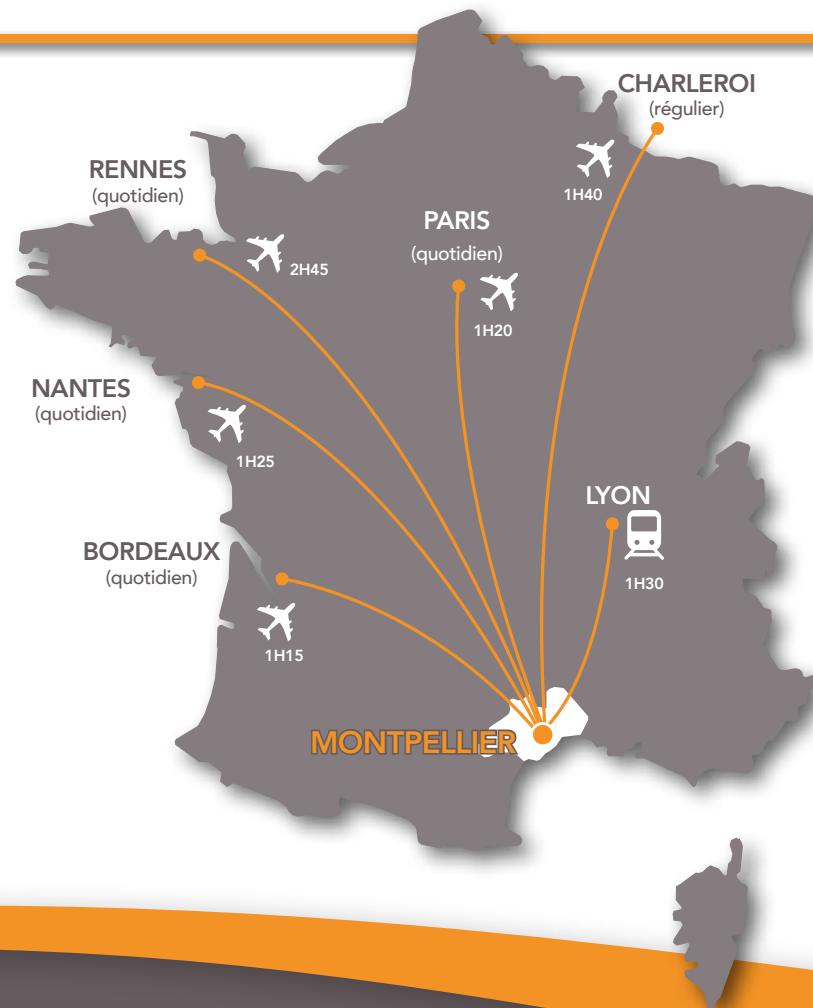 CHARLEROI
(régulier)
1H40
RENNES
(quotidien)
2H45
PARIS
(quotidien)
1H20
NANTES
(quotidien)
1H25
LYON
1H30
BORDEAUX
(quotidien)
1H15
MONTPELLIER